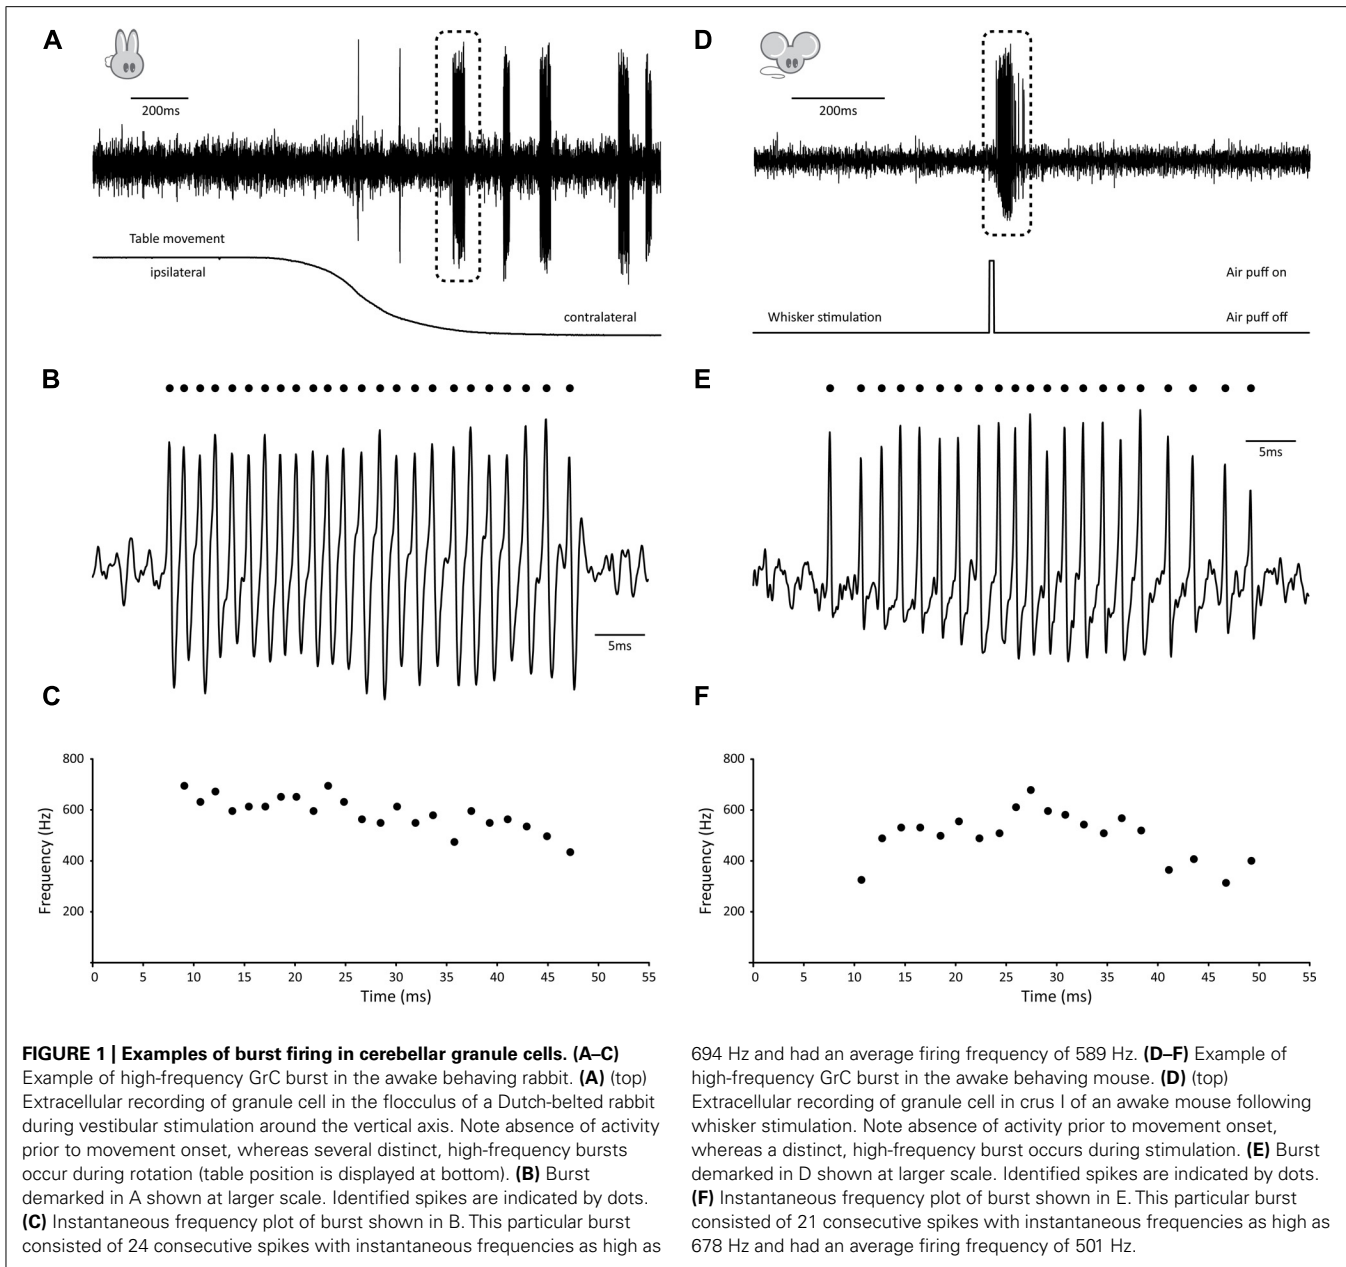 A
200ms
Table movement
ipsilateral
contralateral
B
5ms
C
800
600
400
200
Frequency (Hz)
0 5 10 15 20 25 30 35 40 45 50 55
Time (ms)
D
200ms
Air puff on
Whisker stimulation
Air puff off
E
5ms
F
800
600
400
200
Frequency (Hz)
0 5 10 15 20 25 30 35 40 45 50 55
Time (ms)
FIGURE 1 | Examples of burst firing in cerebellar granule cells. (A–C)
Example of high-frequency GrC burst in the awake behaving rabbit. (A) (top)
Extracellular recording of granule cell in the flocculus of a Dutch-belted rabbit
during vestibular stimulation around the vertical axis. Note absence of activity
prior to movement onset, whereas several distinct, high-frequency bursts
occur during rotation (table position is displayed at bottom). (B) Burst
demarked in A shown at larger scale. Identified spikes are indicated by dots.
(C) Instantaneous frequency plot of burst shown in B. This particular burst
consisted of 24 consecutive spikes with instantaneous frequencies as high as
694 Hz and had an average firing frequency of 589 Hz. (D–F) Example of
high-frequency GrC burst in the awake behaving mouse. (D) (top)
Extracellular recording of granule cell in crus I of an awake mouse following
whisker stimulation. Note absence of activity prior to movement onset,
whereas a distinct, high-frequency burst occurs during stimulation. (E) Burst
demarked in D shown at larger scale. Identified spikes are indicated by dots.
(F) Instantaneous frequency plot of burst shown in E. This particular burst
consisted of 21 consecutive spikes with instantaneous frequencies as high as
678 Hz and had an average firing frequency of 501 Hz.